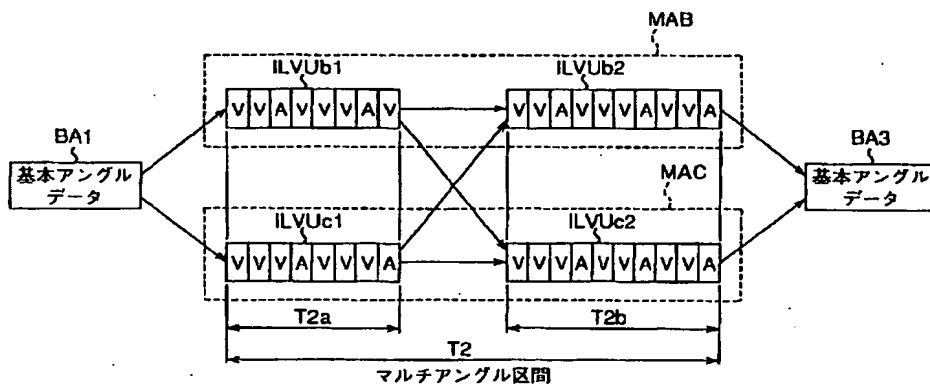 MAB
ILVUb1 ILVUb2
V V A V V V A V V V A V V V A V V A
BA1 BA3
基本アングル
データ
基本アングル
データ
MAC
ILVUc1 ILVUc2
V V V A V V V A V V V A V V A V V A
T2a T2b
T2
マルチアングル区間